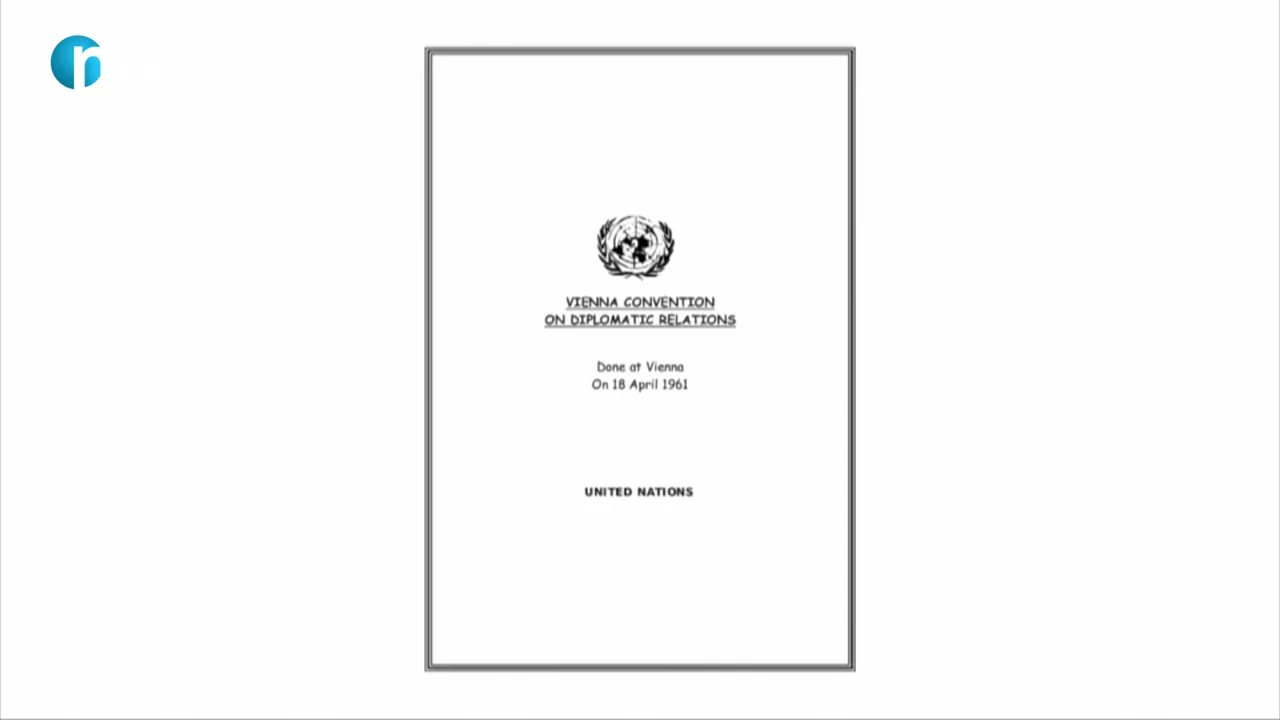 n
VIENNA CONVENTION
ON DIPLOMATIC RELATIONS
Done at Vienna
On 18 April 1961
UNITED NATIONS